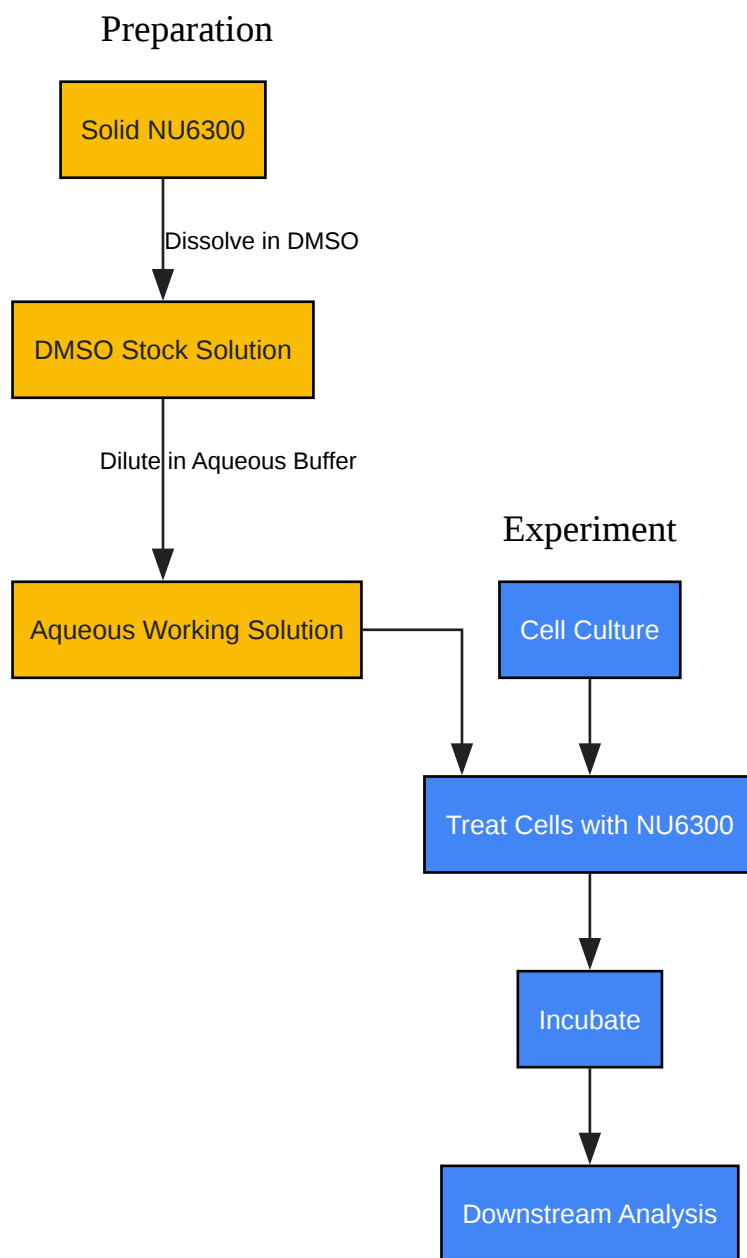 Preparation
Solid NU6300
Dissolve in DMSO
DMSO Stock Solution
Dilute in Aqueous Buffer
Aqueous Working Solution
Experiment
Cell Culture
Treat Cells with NU6300
Incubate
Downstream Analysis